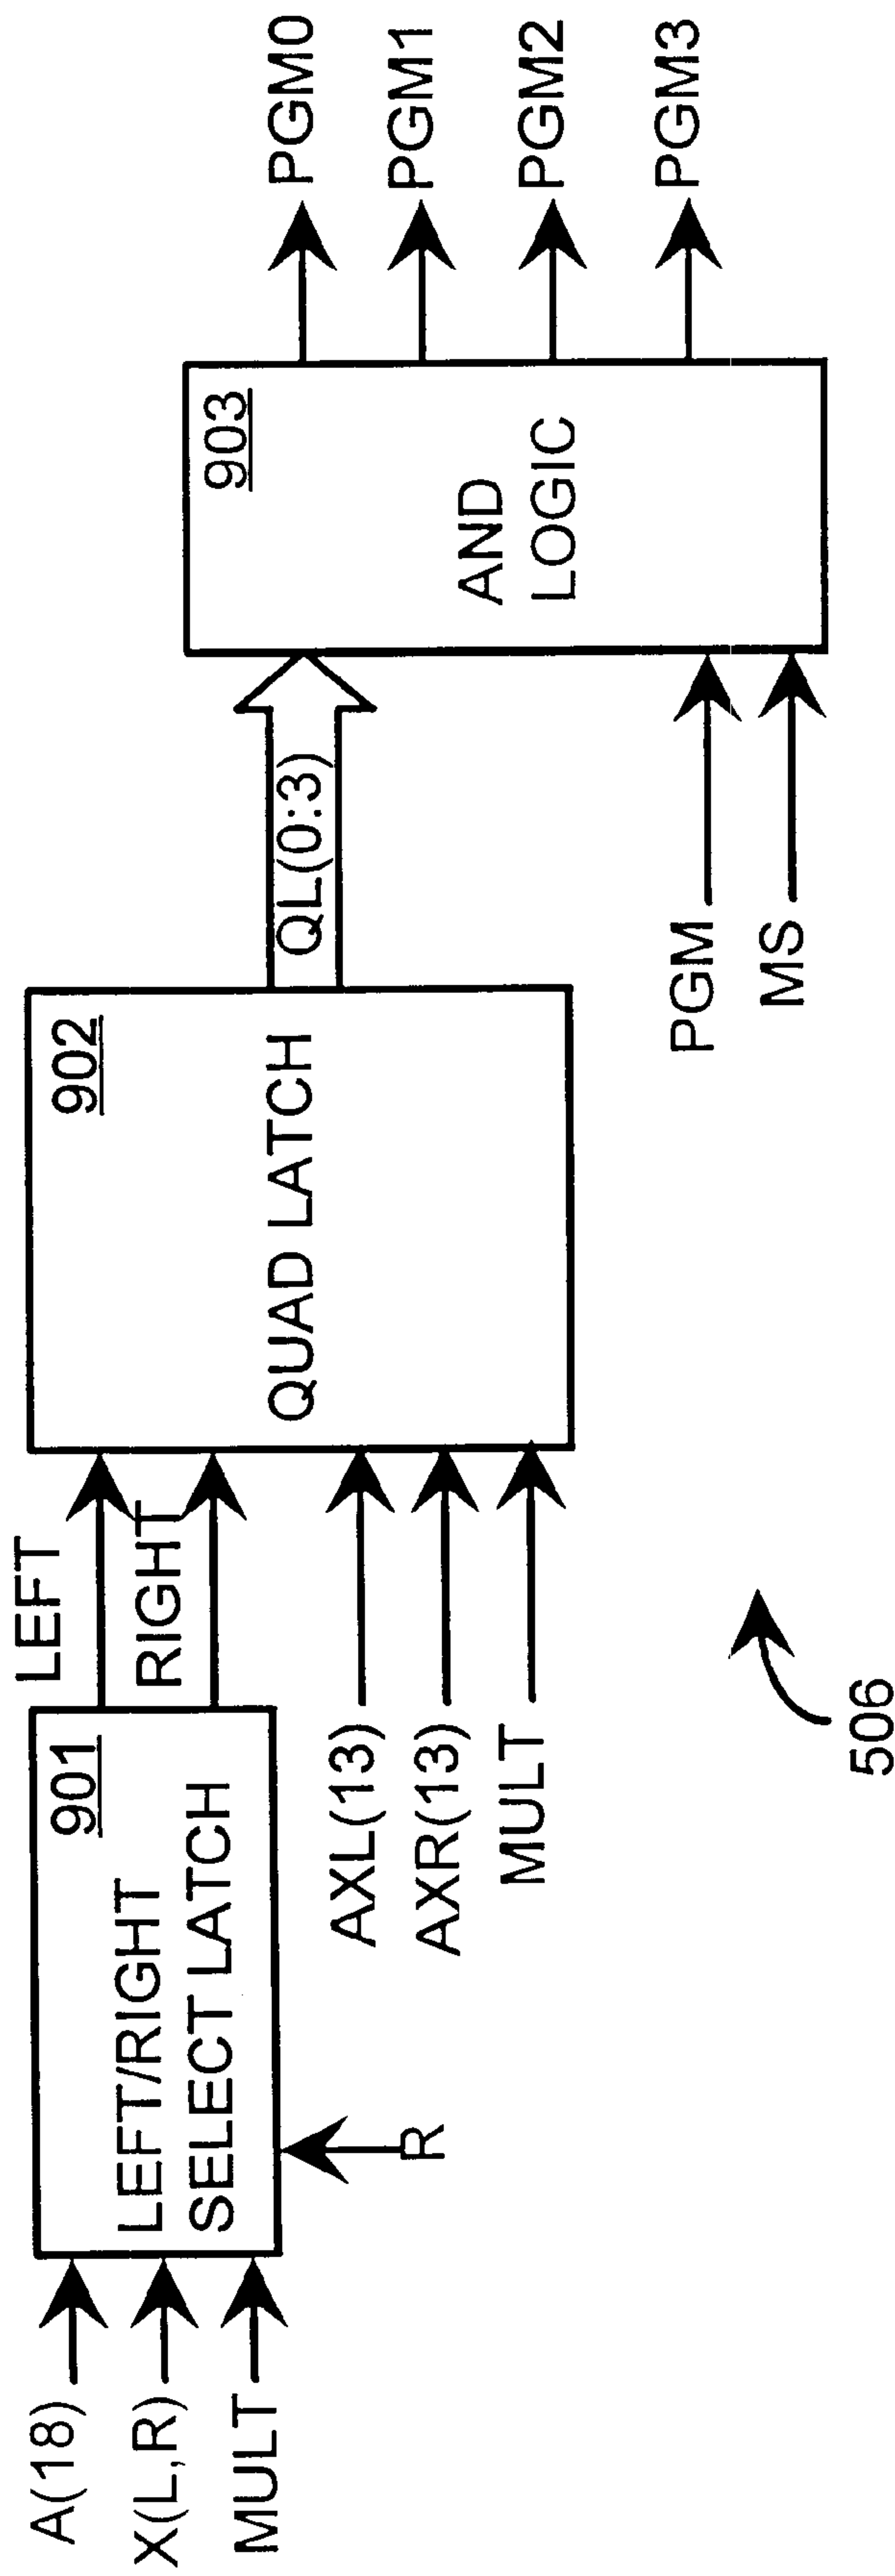 A(18)
X(L,R)
MULT
901
LEFT/RIGHT
SELECT LATCH
R
LEFT
RIGHT
AXL(13)
AXR(13)
MULT
902
QUAD LATCH
QL(0:3)
PGM
MS
903
AND
LOGIC
PGM0
PGM1
PGM2
PGM3
506